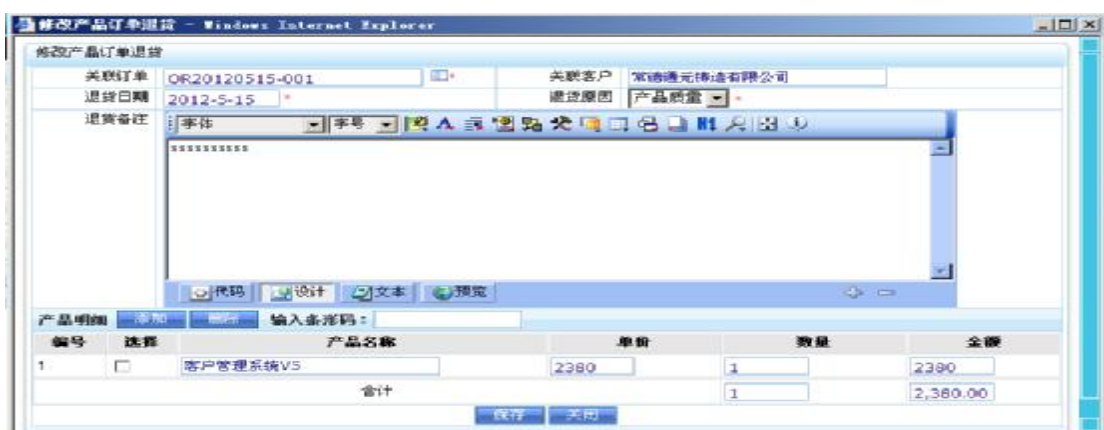 修改产品订单退货 - Windows Internet Explorer
修改产品订单退货
关联订单 OR20120515-001 关联客户 常德德元铸造有限公司
退货日期 2012-5-15 * 退货原因 产品质量 *
退货备注 字体 字号
ssssssssss
代码 设计 文本 预览
产品明细 添加 删除 输入条形码：
编号 选择 产品名称 单价 数量 金额
1 客户管理系统V5 2380 1 2380
合计 1 2,380.00
保存 关闭